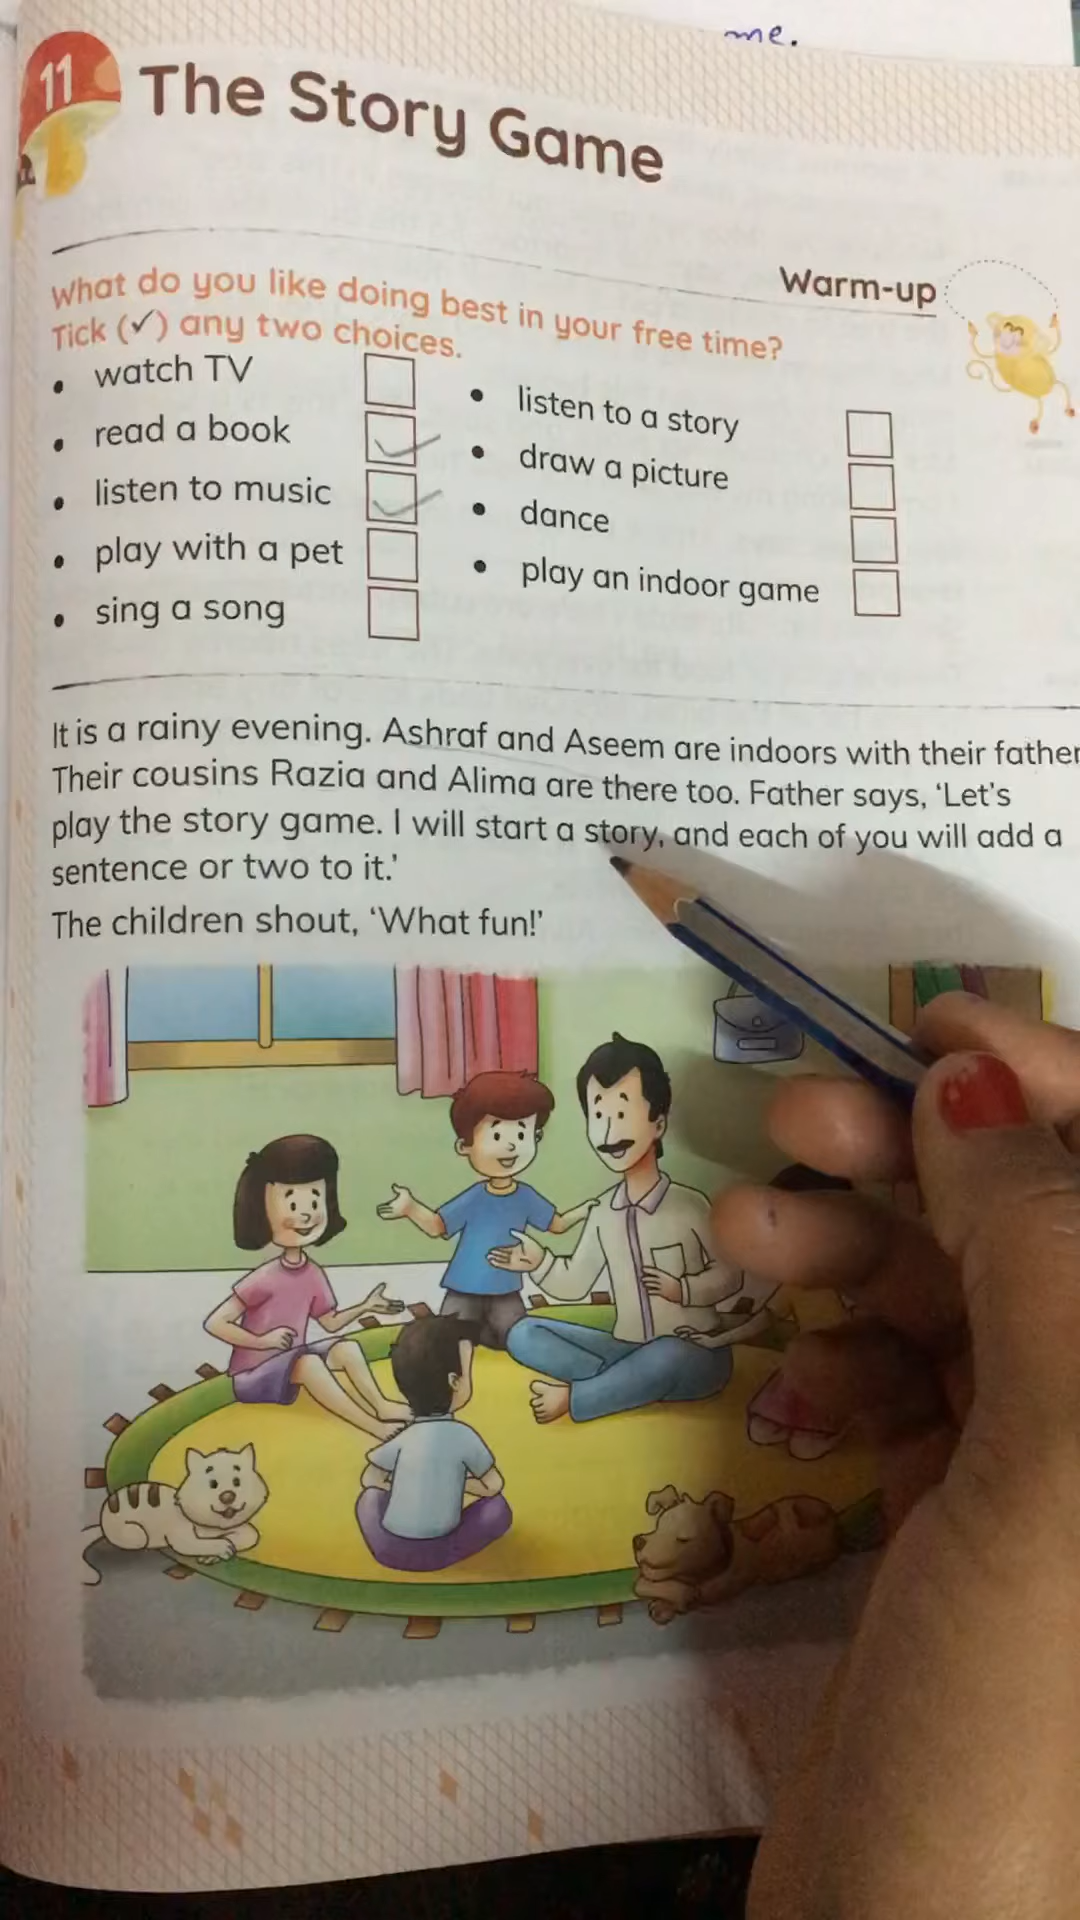 me.
11
The Story Game
Warm-up
What do you like doing best in your free time?
Tick (✓) any two choices.
• watch TV
• read a book
• listen to music
• play with a pet
• sing a song
• listen to a story
• draw a picture
• dance
• play an indoor game
It is a rainy evening. Ashraf and Aseem are indoors with their father
Their cousins Razia and Alima are there too. Father says, ‘Let’s
play the story game. I will start a story, and each of you will add a
sentence or two to it.’
The children shout, ‘What fun!’